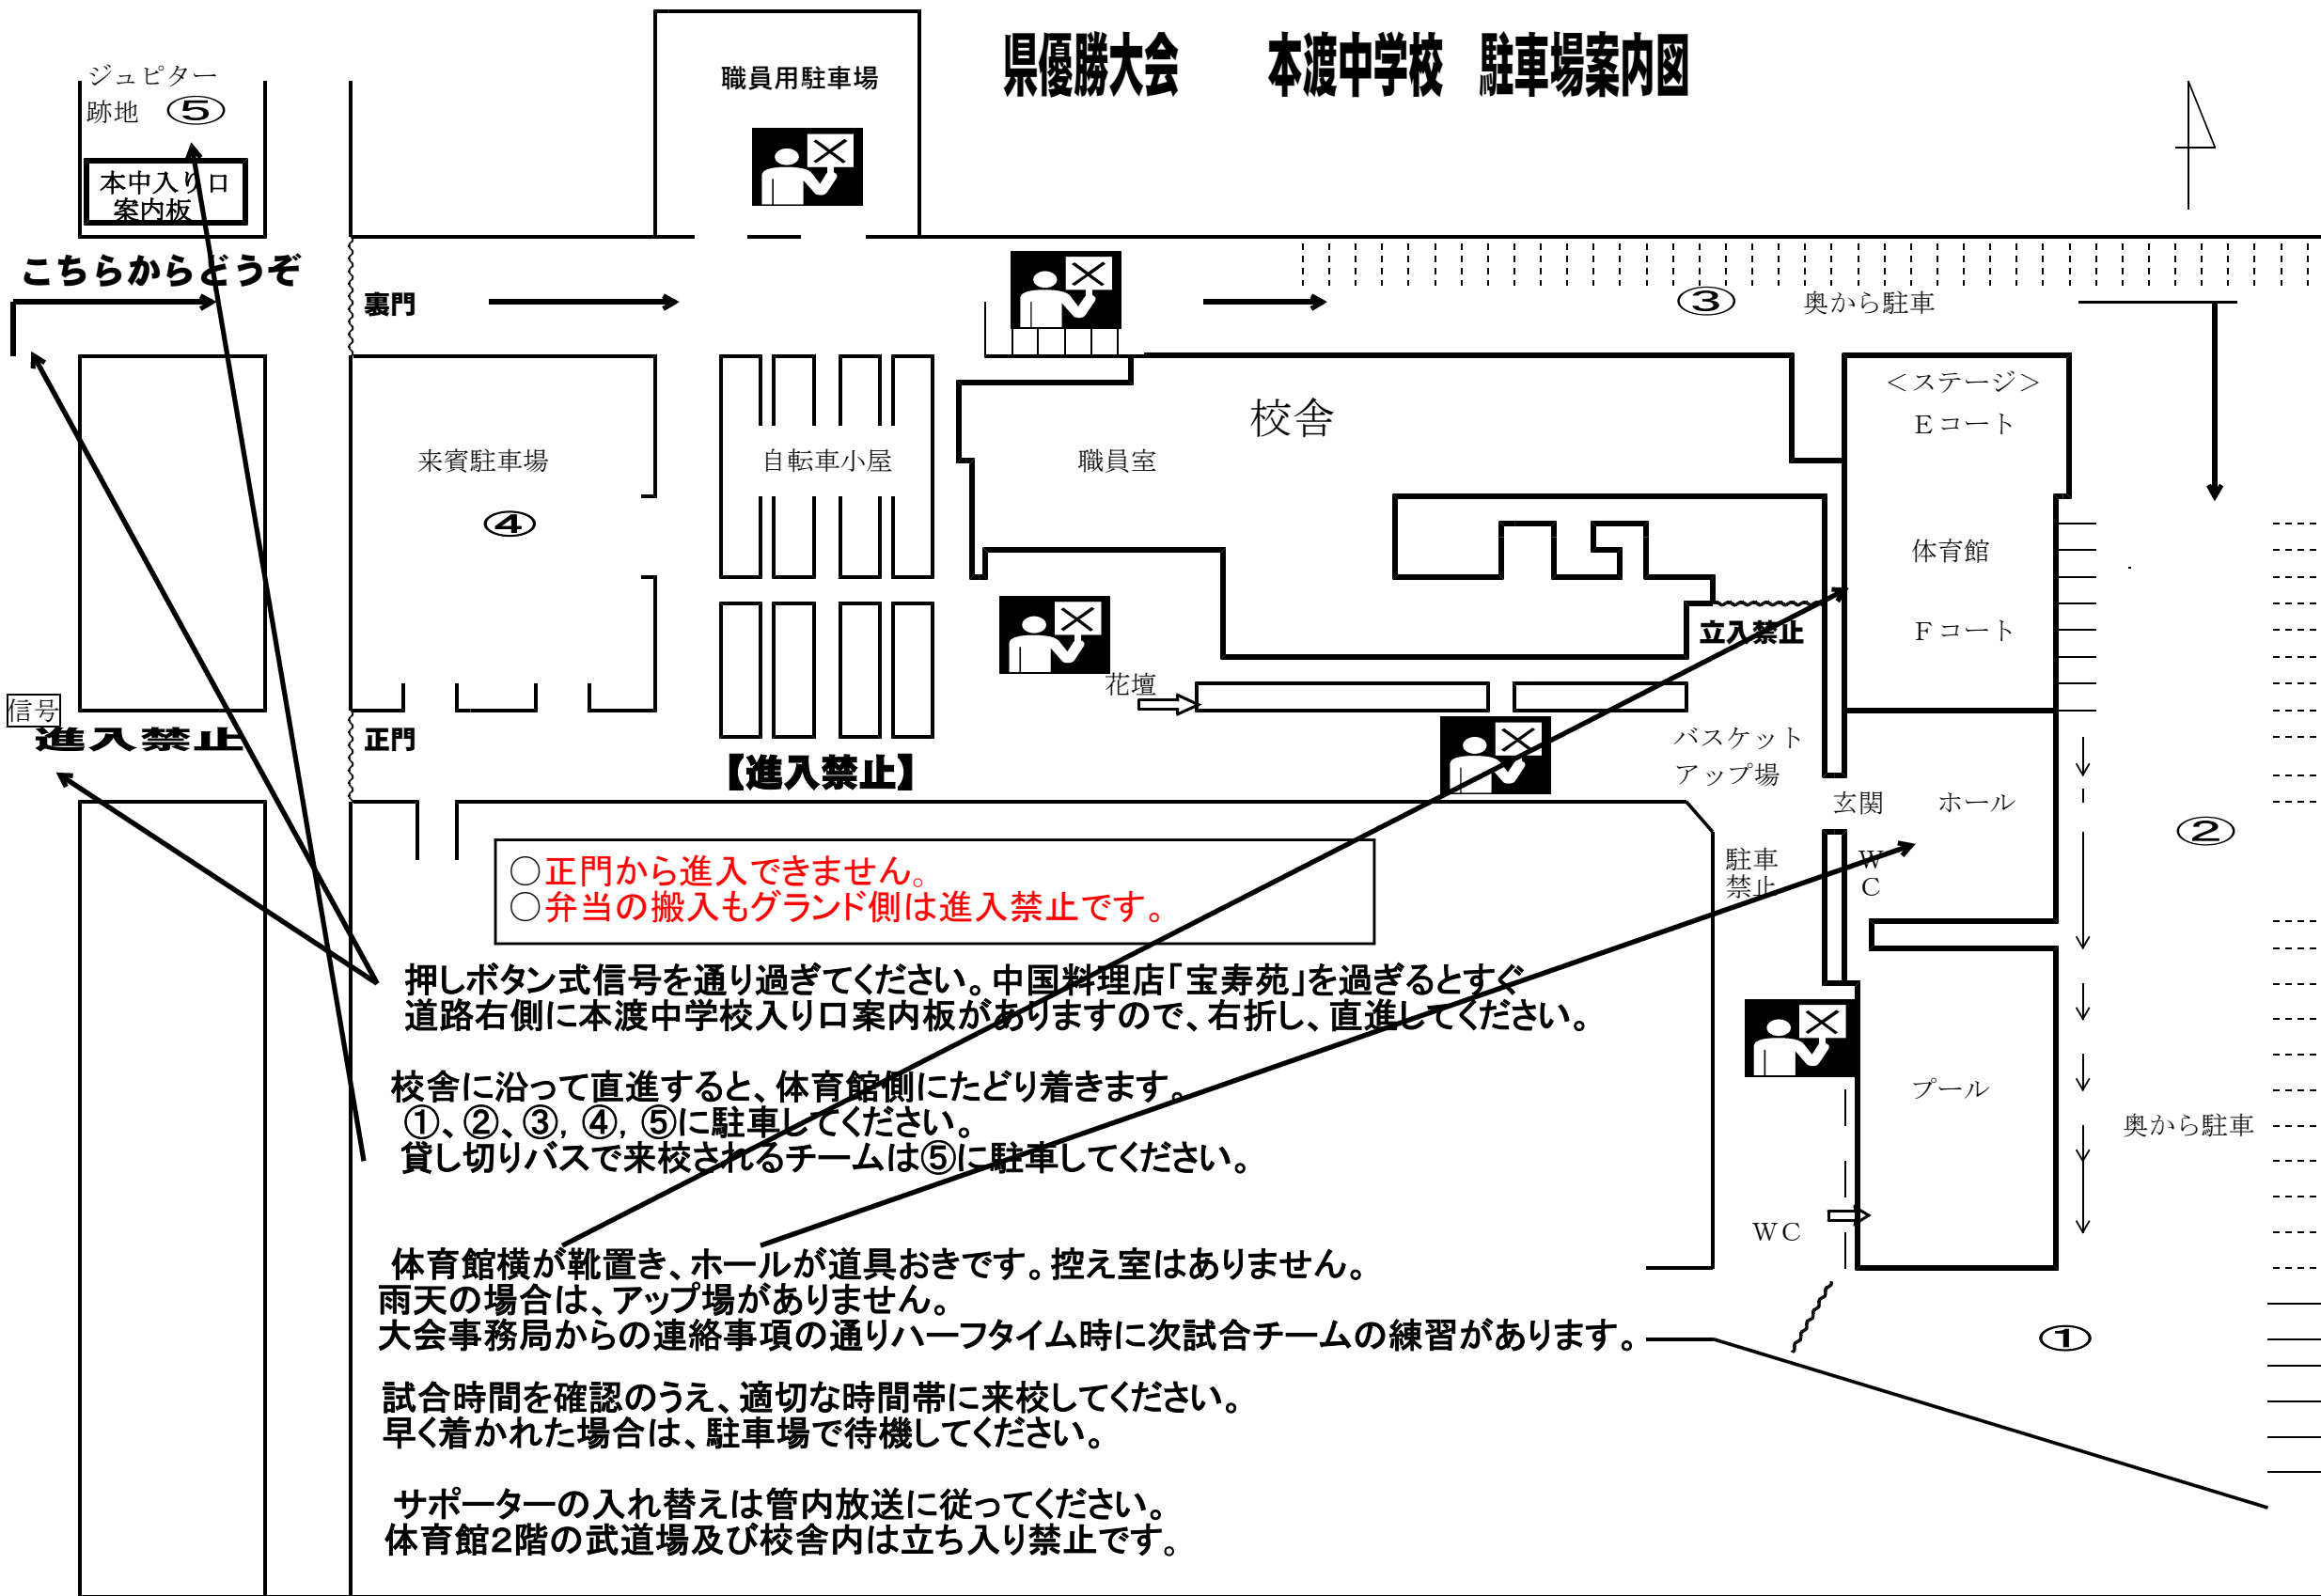 県優勝大会　本渡中学校　駐車場案内図
ジュピター
跡地　⑤
職員用駐車場
本中入り口
案内板
こちらからどうぞ
裏門
③
奥から駐車
＜ステージ＞
Ｅコート
校舎
来賓駐車場
自転車小屋
職員室
④
体育館
Ｆコート
立入禁止
花壇
信号
進入禁止
正門
【進入禁止】
バスケット
アップ場
玄関
ホール
②
駐車
禁止
Ｗ
Ｃ
○正門から進入できません。
○弁当の搬入もグランド側は進入禁止です。
押しボタン式信号を通り過ぎてください。中国料理店「宝寿苑」を過ぎるとすぐ
道路右側に本渡中学校入り口案内板がありますので、右折し、直進してください。
校舎に沿って直進すると、体育館側にたどり着きます。
①、②、③，④，⑤に駐車してください。
貸し切りバスで来校されるチームは⑤に駐車してください。
プール
奥から駐車
ＷＣ
体育館横が靴置き、ホールが道具おきです。控え室はありません。
雨天の場合は、アップ場がありません。
大会事務局からの連絡事項の通りハーフタイム時に次試合チームの練習があります。
①
試合時間を確認のうえ、適切な時間帯に来校してください。
早く着かれた場合は、駐車場で待機してください。
サポーターの入れ替えは管内放送に従ってください。
体育館２階の武道場及び校舎内は立ち入り禁止です。